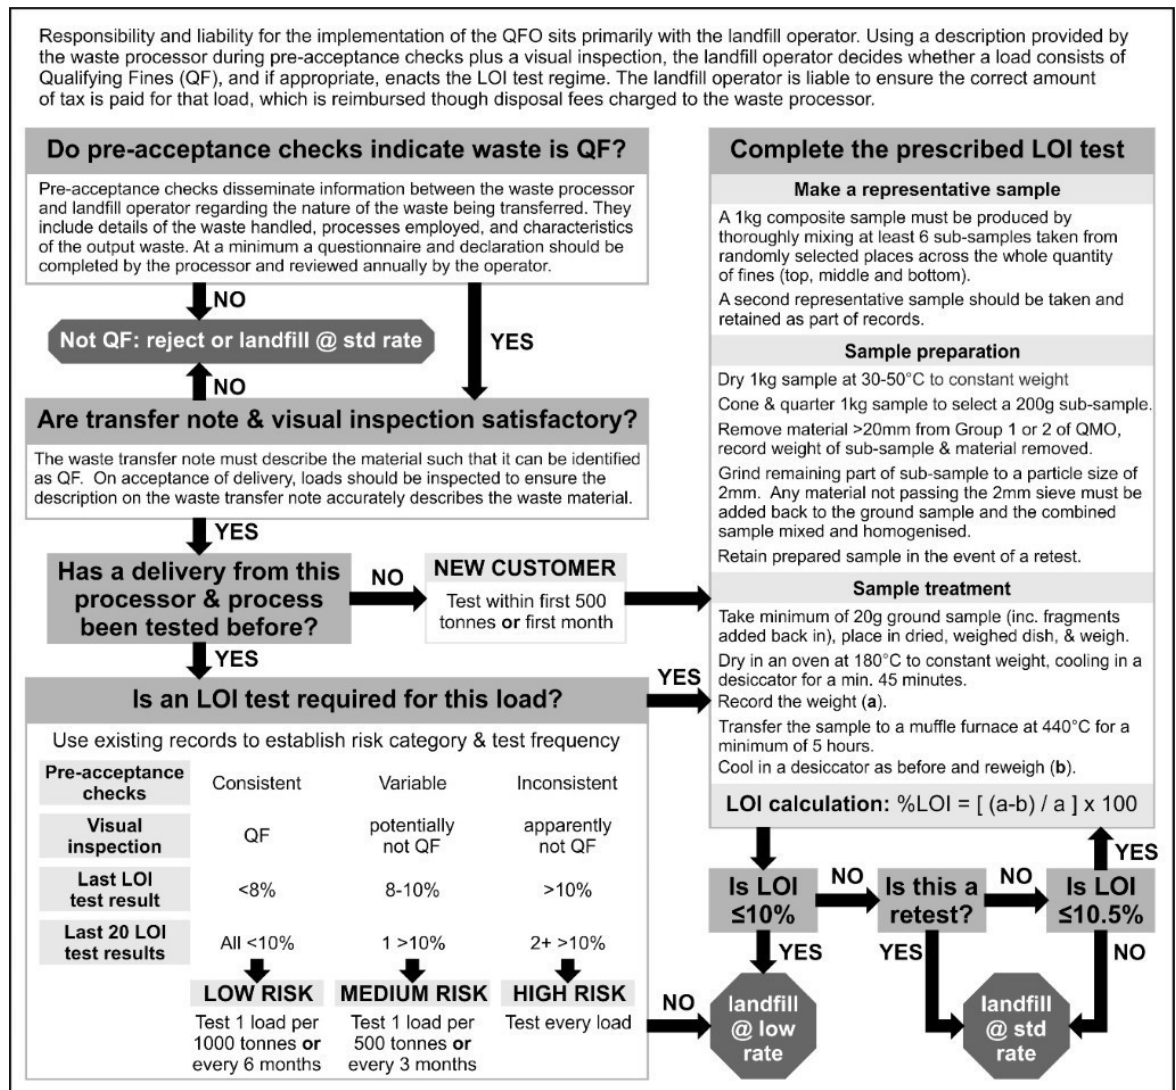 Responsibility and liability for the implementation of the QFO sits primarily with the landfill operator. Using a description provided by
the waste processor during pre-acceptance checks plus a visual inspection, the landfill operator decides whether a load consists of
Qualifying Fines (QF), and if appropriate, enacts the LOI test regime. The landfill operator is liable to ensure the correct amount
of tax is paid for that load, which is reimbursed though disposal fees charged to the waste processor.
Do pre-acceptance checks indicate waste is QF?
Pre-acceptance checks disseminate information between the waste processor
and landfill operator regarding the nature of the waste being transferred. They
include details of the waste handled, processes employed, and characteristics
of the output waste. At a minimum a questionnaire and declaration should be
completed by the processor and reviewed annually by the operator.
NO
Not QF: reject or landfill @ std rate
YES
NO
Are transfer note & visual inspection satisfactory?
The waste transfer note must describe the material such that it can be identified
as QF. On acceptance of delivery, loads should be inspected to ensure the
description on the waste transfer note accurately describes the waste material.
YES
Has a delivery from this
processor & process
been tested before?
NO
NEW CUSTOMER
Test within first 500
tonnes or first month
YES
Is an LOI test required for this load?
YES
Use existing records to establish risk category & test frequency
Pre-acceptance
checks
Consistent
Variable
Inconsistent
Visual
inspection
QF
potentially
not QF
apparently
not QF
Last LOI
test result
<8%
8-10%
>10%
Last 20 LOI
test results
All <10%
1 >10%
2+ >10%
LOW RISK
Test 1 load per
1000 tonnes or
every 6 months
MEDIUM RISK
Test 1 load per
500 tonnes or
every 3 months
HIGH RISK
Test every load
NO
Complete the prescribed LOI test
Make a representative sample
A 1kg composite sample must be produced by
thoroughly mixing at least 6 sub-samples taken from
randomly selected places across the whole quantity
of fines (top, middle and bottom).
A second representative sample should be taken and
retained as part of records.
Sample preparation
Dry 1kg sample at 30-50°C to constant weight
Cone & quarter 1kg sample to select a 200g sub-sample.
Remove material >20mm from Group 1 or 2 of QMO,
record weight of sub-sample & material removed.
Grind remaining part of sub-sample to a particle size of
2mm. Any material not passing the 2mm sieve must be
added back to the ground sample and the combined
sample mixed and homogenised.
Retain prepared sample in the event of a retest.
Sample treatment
Take minimum of 20g ground sample (inc. fragments
added back in), place in dried, weighed dish, & weigh.
Dry in an oven at 180°C to constant weight, cooling in a
desiccator for a min. 45 minutes.
Record the weight (a).
Transfer the sample to a muffle furnace at 440°C for a
minimum of 5 hours.
Cool in a desiccator as before and reweigh (b).
LOI calculation: %LOI = [ (a-b) / a ] x 100
YES
Is LOI
≤10%
NO
Is this a
retest?
NO
Is LOI
≤10.5%
YES
YES
NO
landfill
@ low
rate
landfill
@ std
rate